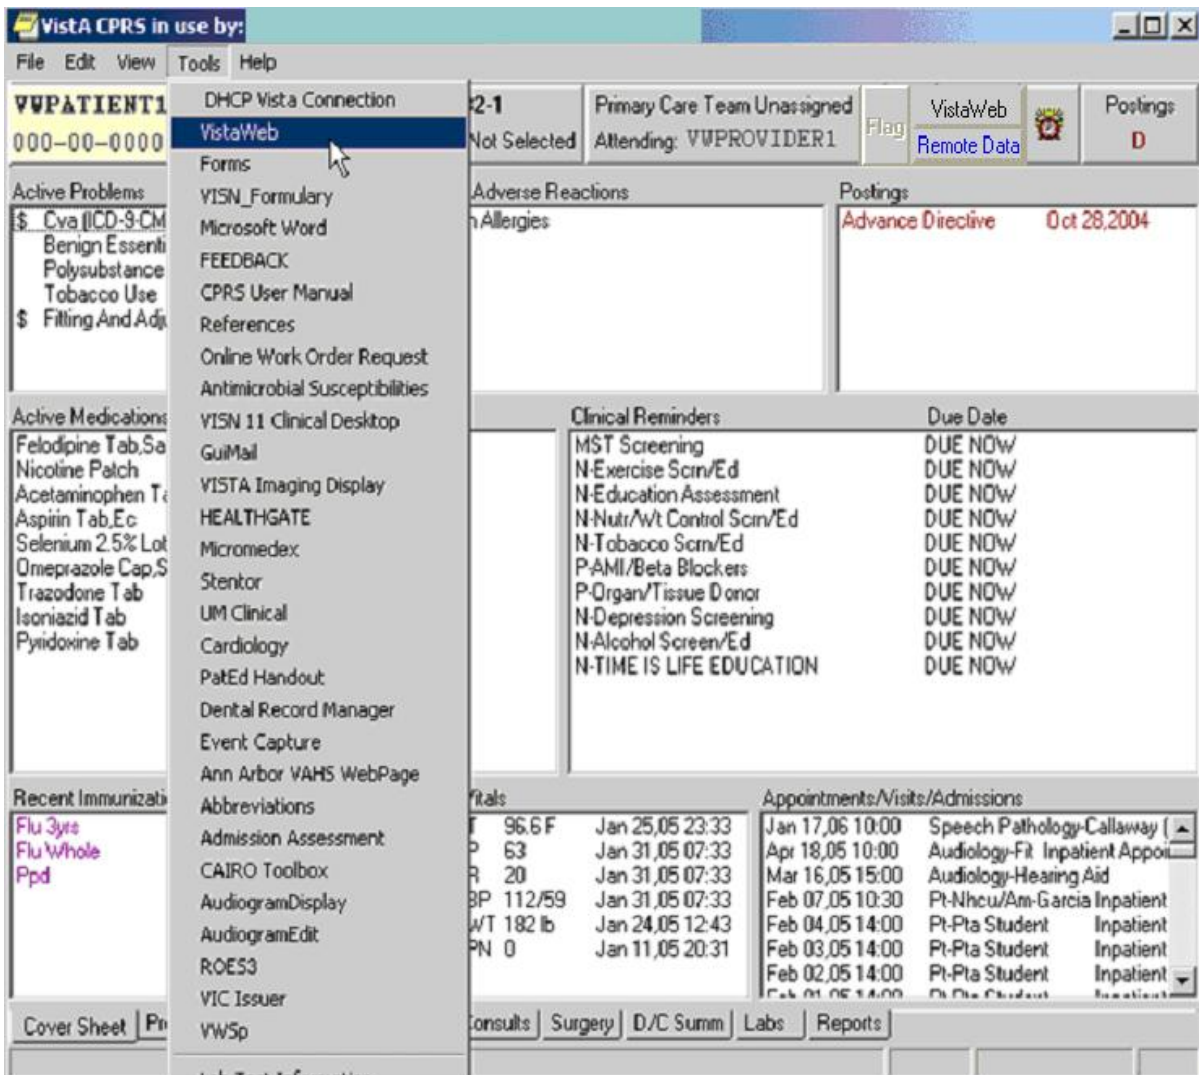 VistA CPRS in use by:
File Edit View Tools Help
VWPATIENT1
000-00-0000
2-1
Not Selected
Primary Care Team Unassigned
Attending: VWPROVIDER1
Flag
VistaWeb
Remote Data
Postings
D
DHCP Vista Connection
VistaWeb
Forms
VISN_Formulary
Microsoft Word
FEEDBACK
CPRS User Manual
References
Online Work Order Request
Antimicrobial Susceptibilities
VISN 11 Clinical Desktop
GuiMail
VISTA Imaging Display
HEALTHGATE
Micromedex
Stentor
UM Clinical
Cardiology
PatEd Handout
Dental Record Manager
Event Capture
Ann Arbor VAHS WebPage
Abbreviations
Admission Assessment
CAIRO Toolbox
AudiogramDisplay
AudiogramEdit
ROES3
VIC Issuer
VWSp
Active Problems
$ Cva (ICD-9-CM
Benign Essenti
Polysubstance
Tobacco Use
$ Fitting And Adju
Adverse Reactions
Allergies
Postings
Advance Directive Oct 28,2004
Active Medications
Felodipine Tab,Sa
Nicotine Patch
Acetaminophen Ta
Aspirin Tab,Ec
Selenium 2.5% Lot
Omeprazole Cap,S
Trazodone Tab
Isoniazid Tab
Pyridoxine Tab
Clinical Reminders Due Date
MST Screening DUE NOW
N-Exercise Scrn/Ed DUE NOW
N-Education Assessment DUE NOW
N-Nutr/Wt Control Scrn/Ed DUE NOW
N-Tobacco Scrn/Ed DUE NOW
P-AMI/Beta Blockers DUE NOW
P-Organ/Tissue Donor DUE NOW
N-Depression Screening DUE NOW
N-Alcohol Screen/Ed DUE NOW
N-TIME IS LIFE EDUCATION DUE NOW
Recent Immunizati
Flu 3yrs
Flu Whole
Ppd
Vitals
T 96.6 F Jan 25,05 23:33
P 63 Jan 31,05 07:33
R 20 Jan 31,05 07:33
BP 112/59 Jan 31,05 07:33
WT 182 lb Jan 24,05 12:43
PN 0 Jan 11,05 20:31
Appointments/Visits/Admissions
Jan 17,06 10:00 Speech Pathology-Callaway (
Apr 18,05 10:00 Audiology-Fit Inpatient Appoin
Mar 16,05 15:00 Audiology-Hearing Aid
Feb 07,05 10:30 Pt-Nhcu/Am-Garcia Inpatient
Feb 04,05 14:00 Pt-Pta Student Inpatient
Feb 03,05 14:00 Pt-Pta Student Inpatient
Feb 02,05 14:00 Pt-Pta Student Inpatient
Feb 01,05 14:00 Pt-Pta Student Inpatient
Cover Sheet Pr Consults Surgery D/C Summ Labs Reports